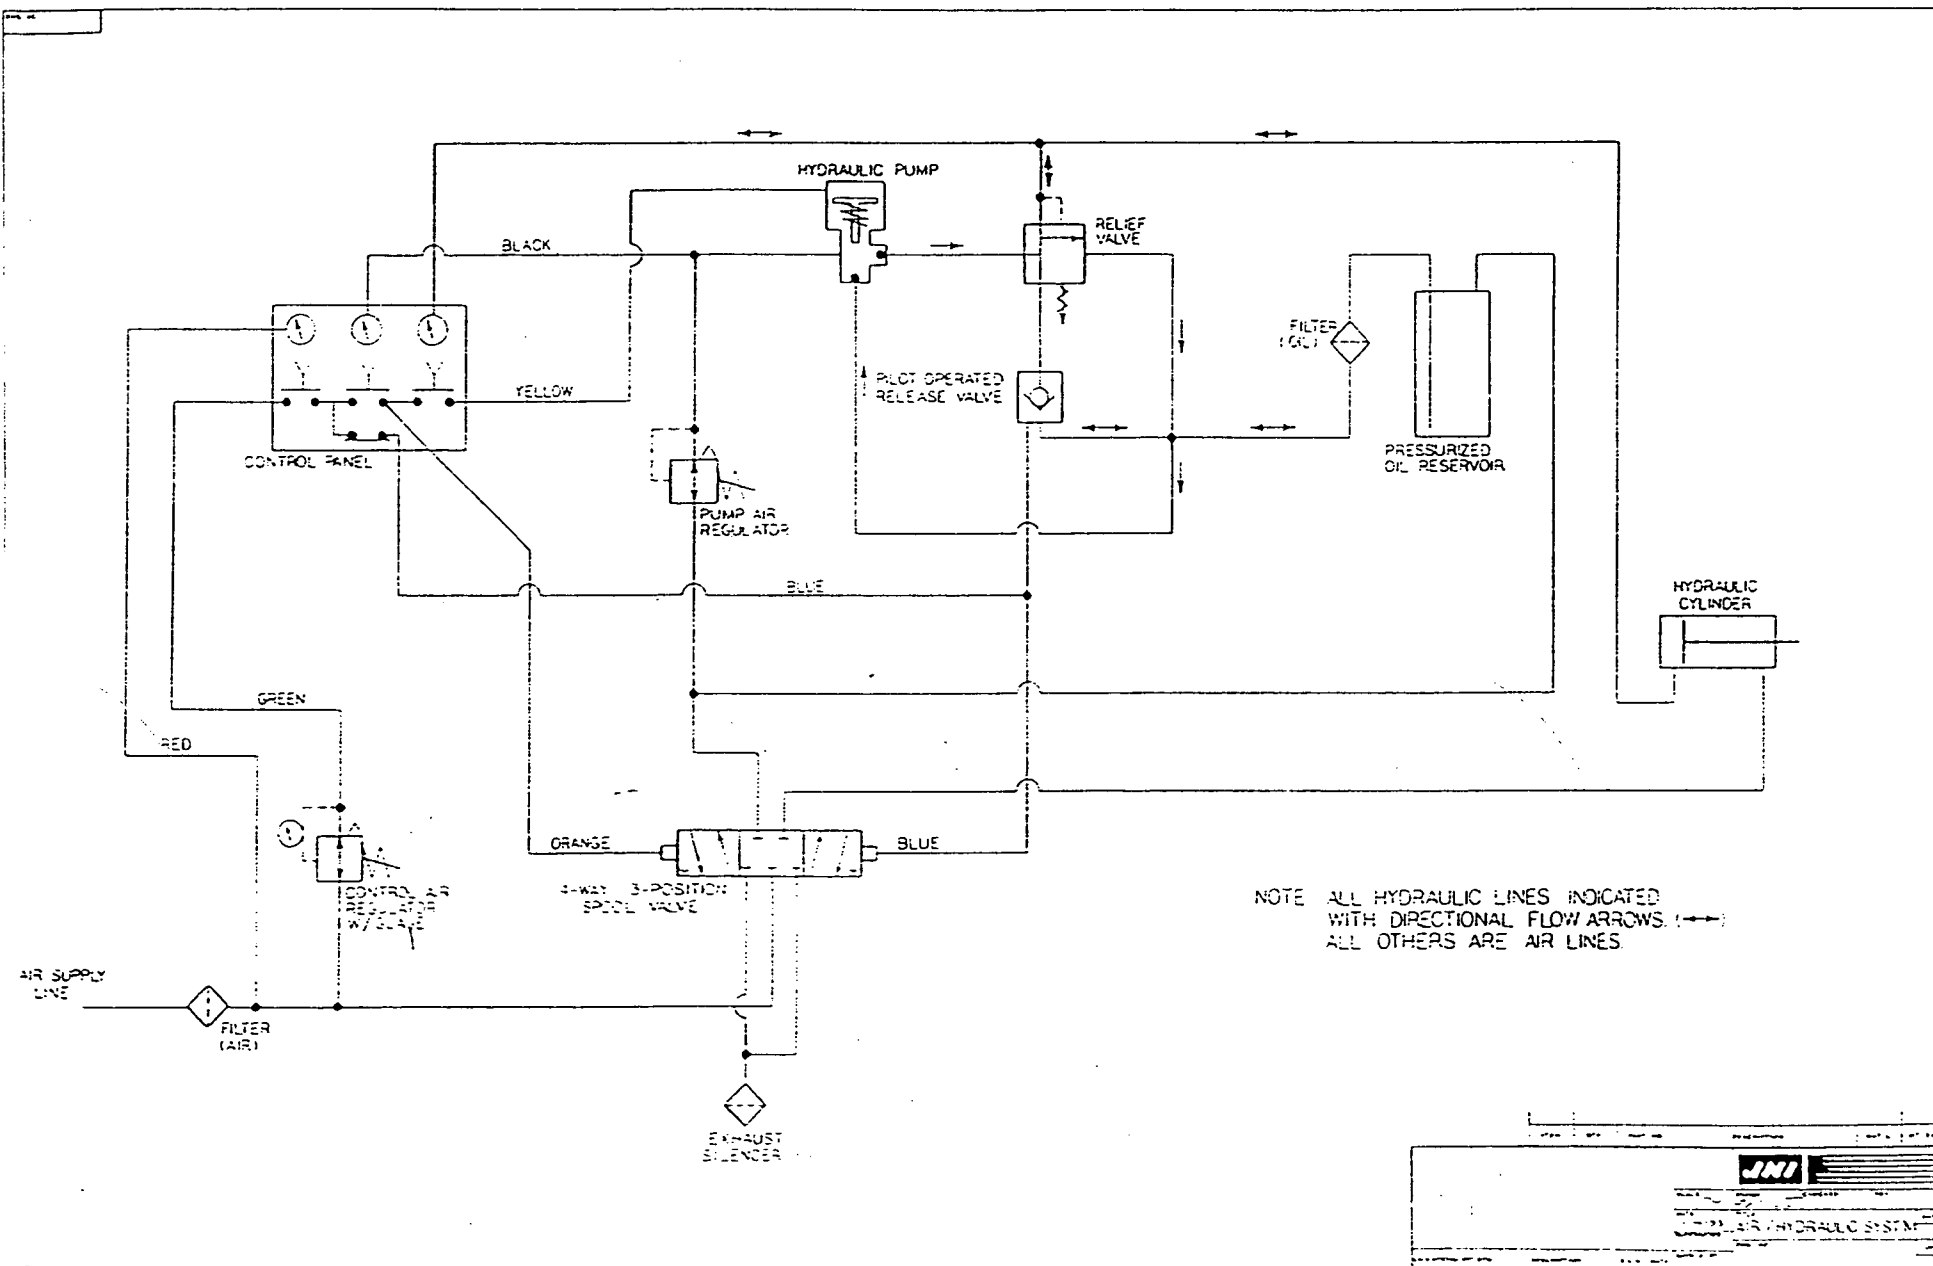 HYDRAULIC PUMP
BLACK
RELIEF
VALVE
FILTER
(OIL)
PILOT OPERATED
RELEASE VALVE
YELLOW
CONTROL PANEL
PRESSURIZED
OIL RESERVOIR
PUMP AIR
REGULATOR
BLUE
HYDRAULIC
CYLINDER
GREEN
RED
ORANGE
BLUE
4-WAY 3-POSITION
SPOOL VALVE
CONTROL AIR
REGULATOR
W/GUAGE
NOTE ALL HYDRAULIC LINES INDICATED
WITH DIRECTIONAL FLOW ARROWS. (↔)
ALL OTHERS ARE AIR LINES.
AIR SUPPLY
LINE
FILTER
(AIR)
EXHAUST
SILENCER
JNI
AIR / HYDRAULIC SYSTEM